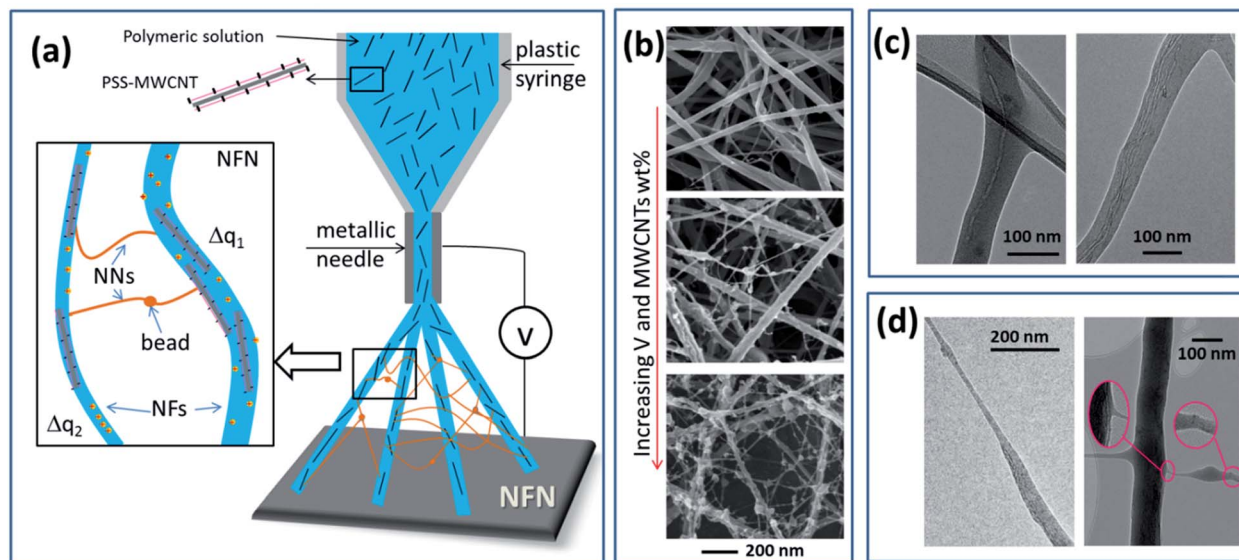 (a)
Polymeric solution
PSS-MWCNT
plastic
syringe
NFN
Δq1
NNs
bead
NFs
Δq2
metallic
needle
V
NFN
(b)
Increasing V and MWCNTs wt%
200 nm
(c)
100 nm
100 nm
(d)
200 nm
100 nm